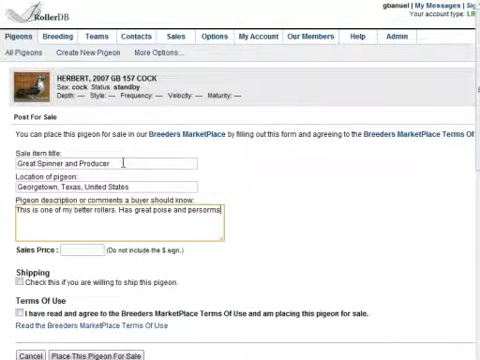 RollerDB
gbanuel | My Messages |
Your account type:
Pigeons Breeding Teams Contacts Sales Options My Account Our Members Help Admin
All Pigeons Create New Pigeon More Options...
HERBERT, 2007 GB 157 COCK
Sex: cock Status: standby
Depth: --- Style: --- Frequency: --- Velocity: --- Maturity: ---
Post For Sale
You can place this pigeon for sale in our Breeders MarketPlace by filling out this form and agreeing to the Breeders MarketPlace Terms Of
Sale item title:
Great Spinner and Producer
Location of pigeon:
Georgetown, Texas, United States
Pigeon description or comments a buyer should know:
This is one of my better rollers. Has great poise and persorms
Sales Price: (Do not include the $ sign.)
Shipping
Check this if you are willing to ship this pigeon.
Terms Of Use
I have read and agree to the Breeders MarketPlace Terms Of Use and am placing this pigeon for sale.
Read the Breeders MarketPlace Terms Of Use
Cancel Place This Pigeon For Sale